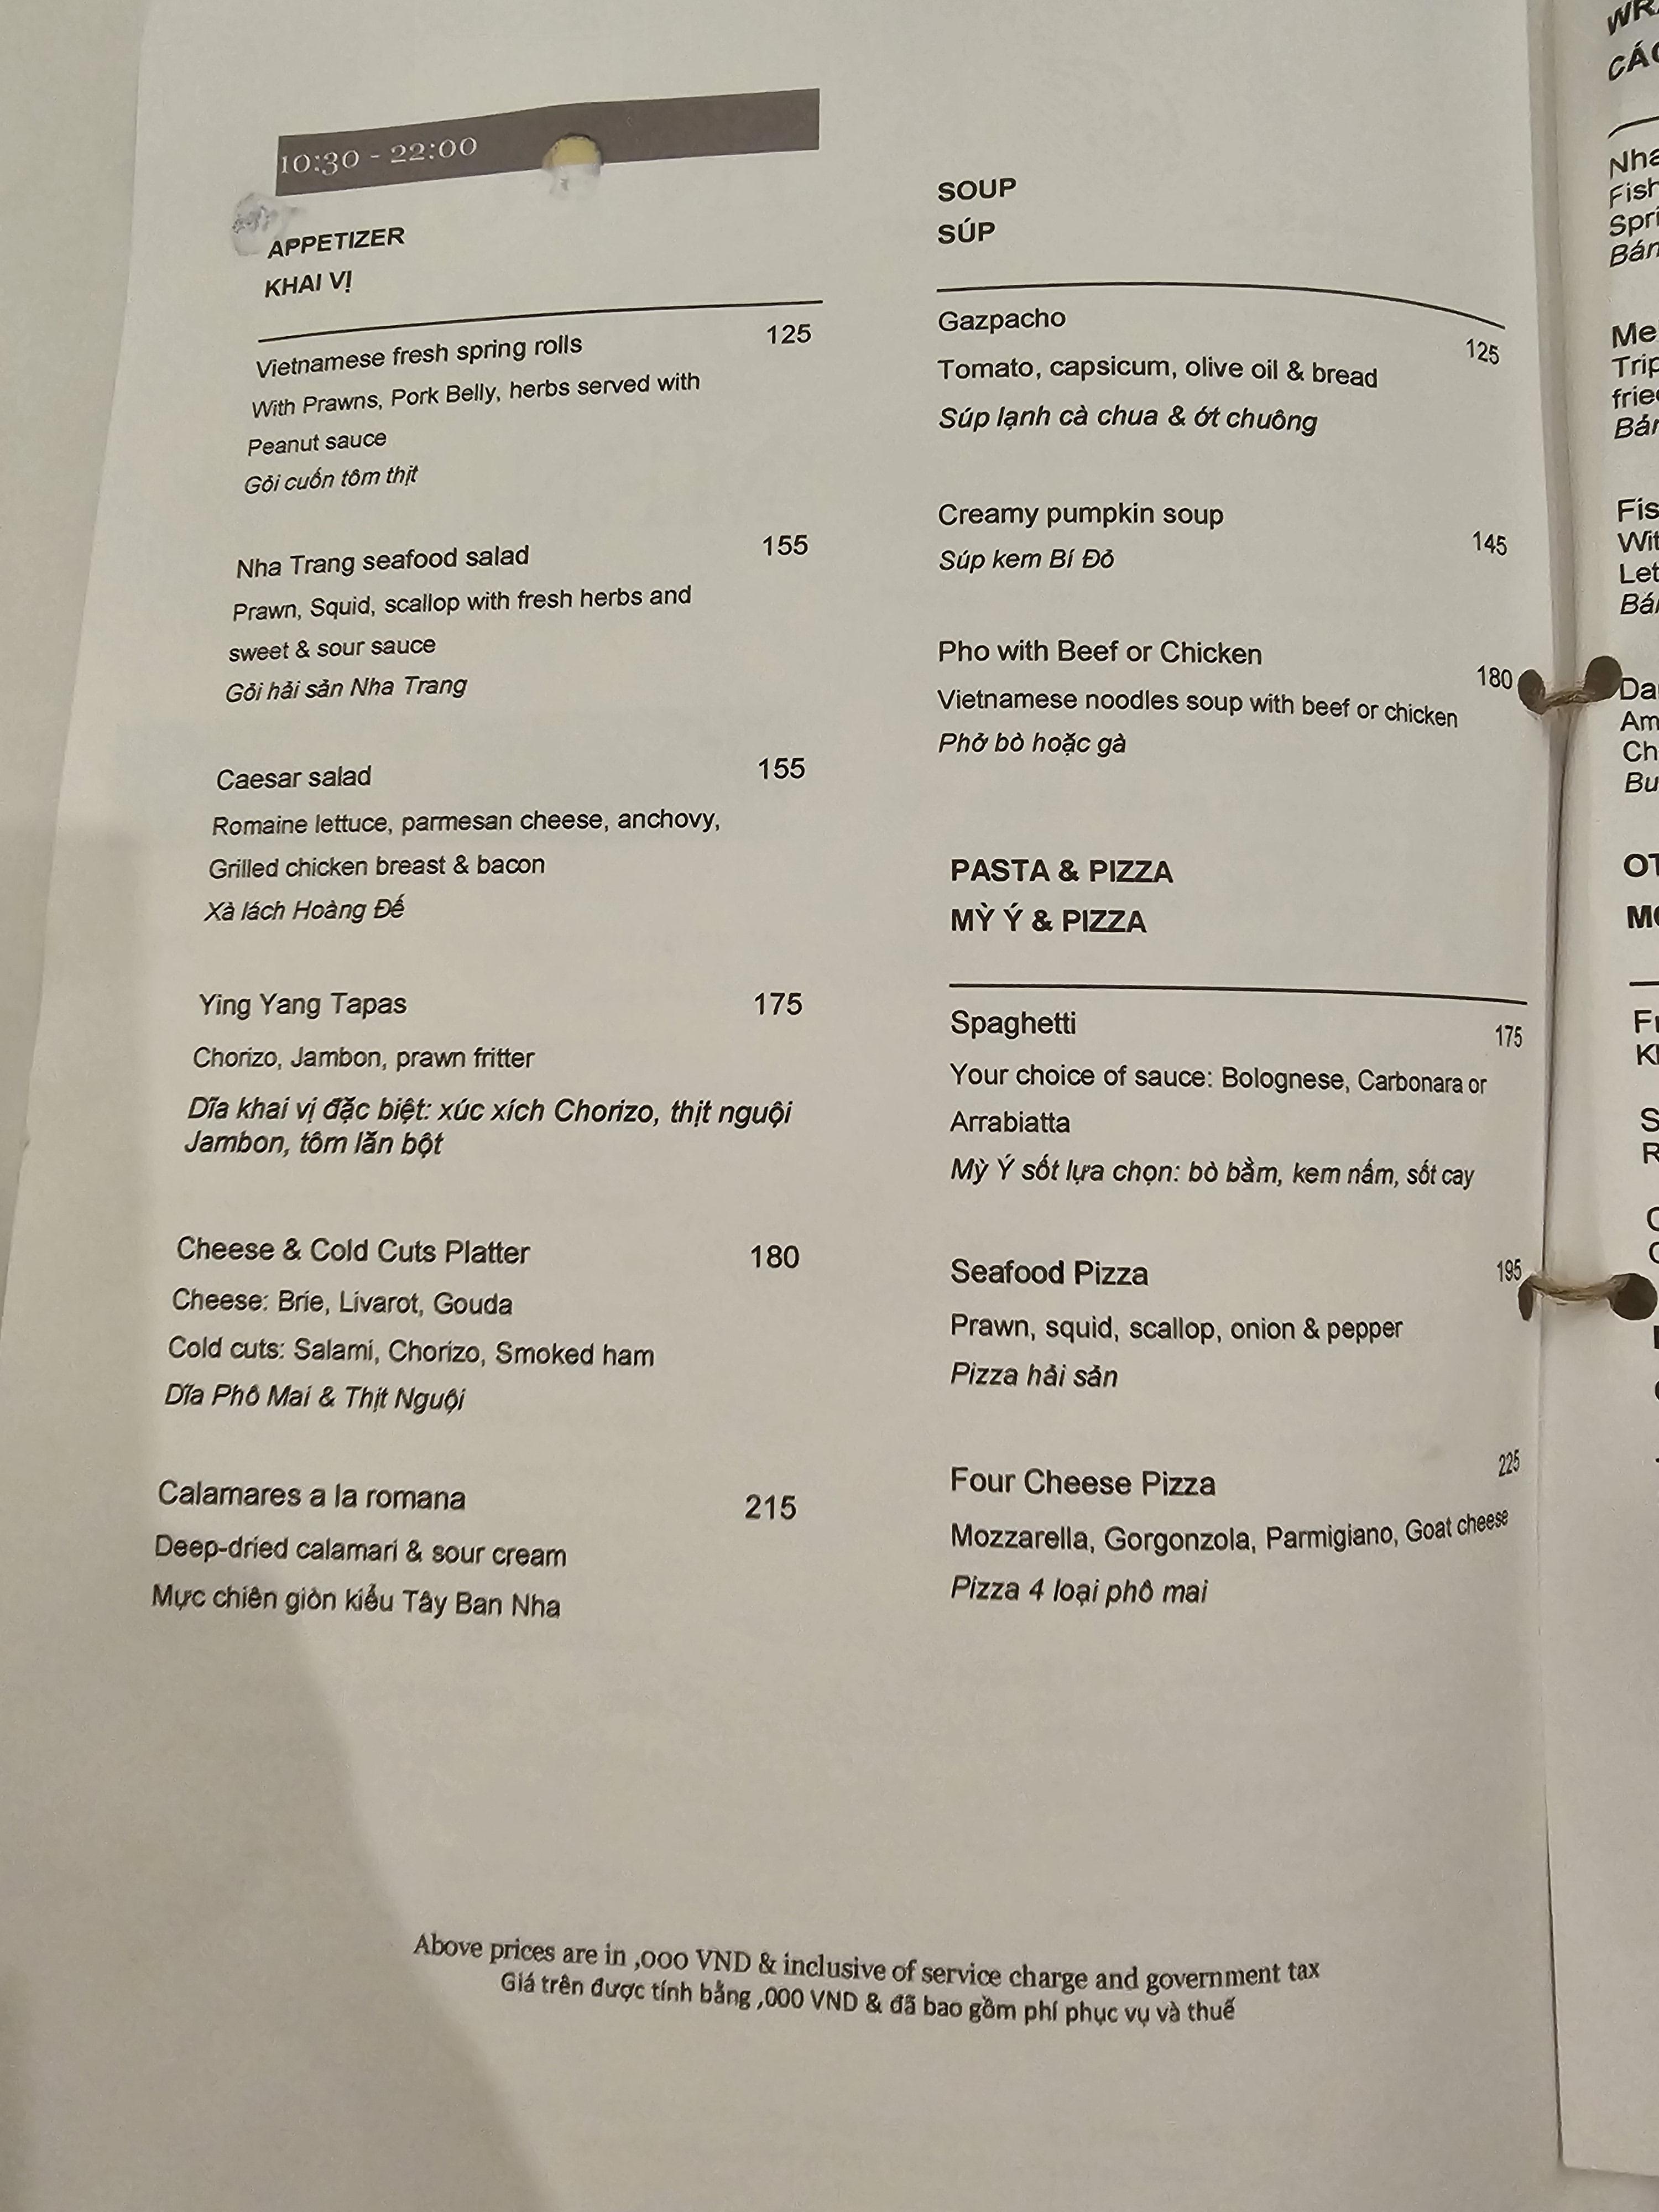 10:30 - 22:00
APPETIZER
KHAI VỊ
Vietnamese fresh spring rolls 125
With Prawns, Pork Belly, herbs served with
Peanut sauce
Gỏi cuốn tôm thịt
Nha Trang seafood salad 155
Prawn, Squid, scallop with fresh herbs and
sweet & sour sauce
Gỏi hải sản Nha Trang
Caesar salad 155
Romaine lettuce, parmesan cheese, anchovy,
Grilled chicken breast & bacon
Xà lách Hoàng Đế
Ying Yang Tapas 175
Chorizo, Jambon, prawn fritter
Dĩa khai vị đặc biệt: xúc xích Chorizo, thịt nguội
Jambon, tôm lăn bột
Cheese & Cold Cuts Platter 180
Cheese: Brie, Livarot, Gouda
Cold cuts: Salami, Chorizo, Smoked ham
Dĩa Phô Mai & Thịt Nguội
Calamares a la romana 215
Deep-dried calamari & sour cream
Mực chiên giòn kiểu Tây Ban Nha
SOUP
SÚP
Gazpacho 125
Tomato, capsicum, olive oil & bread
Súp lạnh cà chua & ớt chuông
Creamy pumpkin soup 145
Súp kem Bí Đỏ
Pho with Beef or Chicken 180
Vietnamese noodles soup with beef or chicken
Phở bò hoặc gà
PASTA & PIZZA
MỲ Ý & PIZZA
Spaghetti 175
Your choice of sauce: Bolognese, Carbonara or
Arrabiatta
Mỳ Ý sốt lựa chọn: bò bằm, kem nấm, sốt cay
Seafood Pizza 195
Prawn, squid, scallop, onion & pepper
Pizza hải sản
Four Cheese Pizza 225
Mozzarella, Gorgonzola, Parmigiano, Goat cheese
Pizza 4 loại phô mai
Above prices are in ,000 VND & inclusive of service charge and government tax
Giá trên được tính bằng ,000 VND & đã bao gồm phí phục vụ và thuế